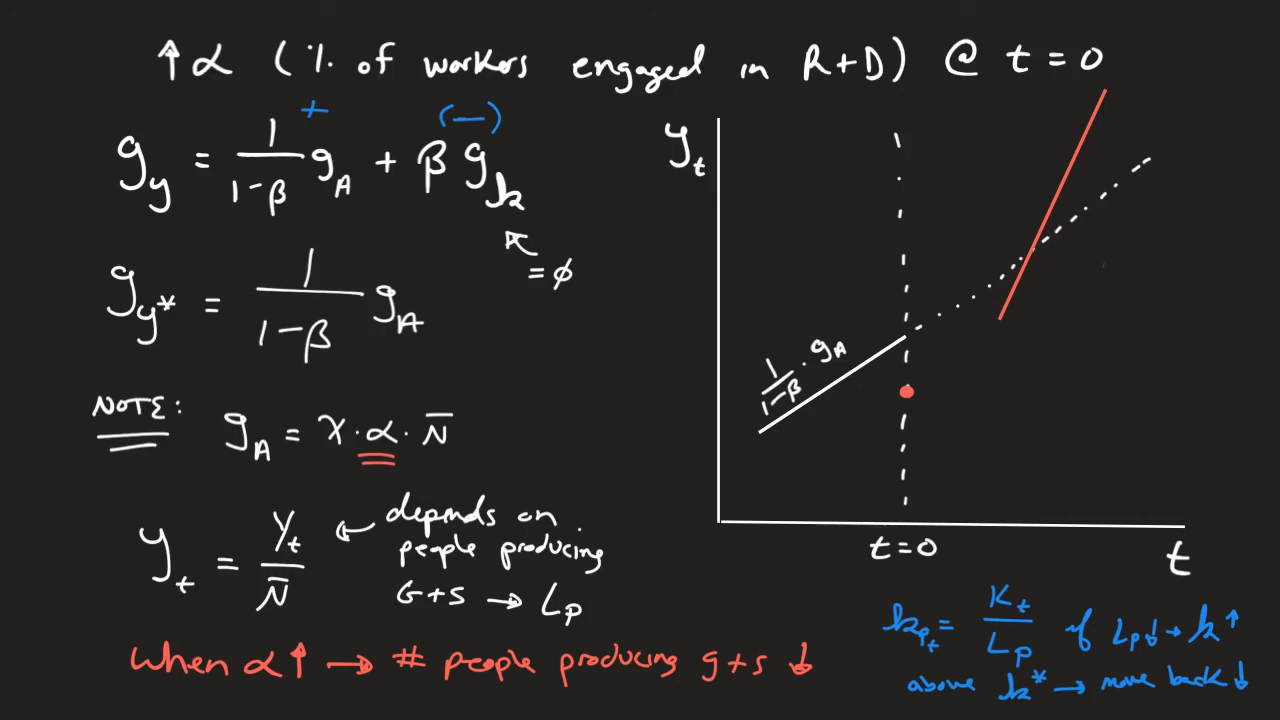 ↑α (% of workers engaged in R+D) @ t = 0
+ (—)
g_y = 1/(1-β) g_A + β g_k
= ϕ
g_y* = 1/(1-β) g_A
NOTE: g_A = χ · α · N̄
y_t = Y_t/N̄
depends on
people producing
G+S → L_p
When α↑ → # people producing g+s ↓
y_t
1/(1-β) · g_A
t=0
t
k_pt = K_t/L_p if L_p↓ → k↑
above k* → move back ↓